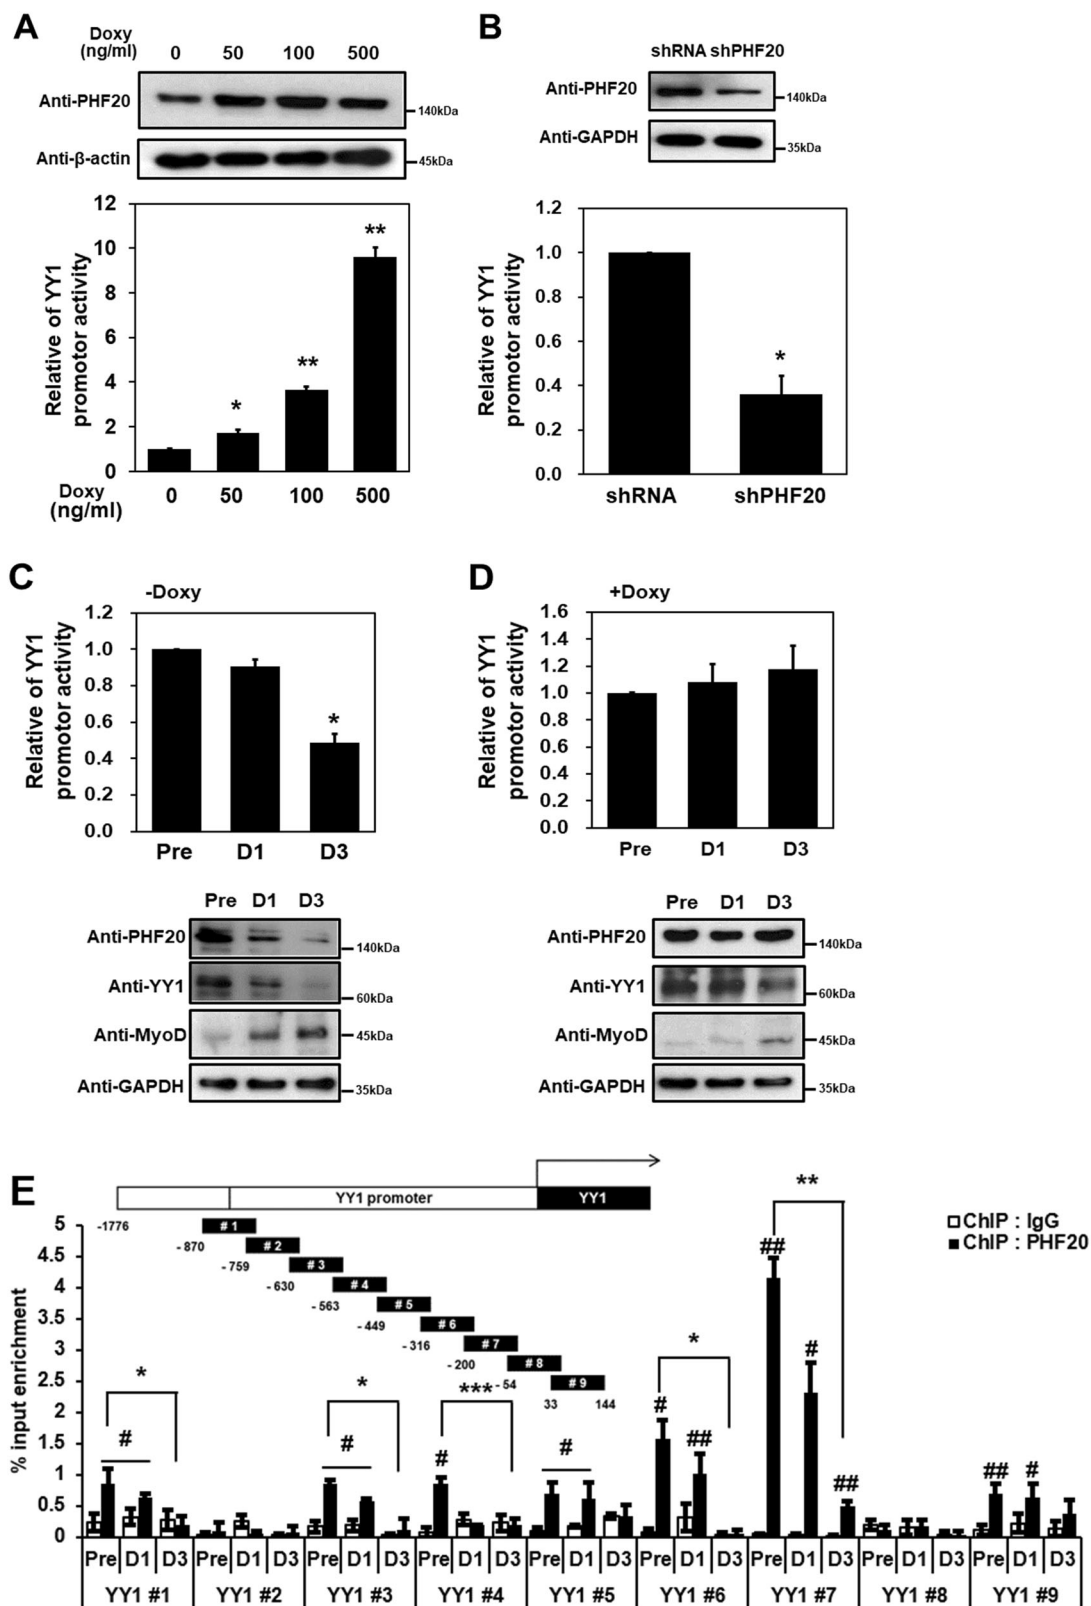 A
Doxy
(ng/ml)
0 50 100 500
Anti-PHF20
140kDa
Anti-β-actin
45kDa
Relative of YY1
promotor activity
12
10
8
6
4
2
0
*
**
**
Doxy
(ng/ml)
0 50 100 500
B
shRNA shPHF20
Anti-PHF20
140kDa
Anti-GAPDH
35kDa
Relative of YY1
promotor activity
1.2
1.0
0.8
0.6
0.4
0.2
0.0
*
shRNA shPHF20
C
-Doxy
Relative of YY1
promotor activity
1.2
1.0
0.8
0.6
0.4
0.2
0.0
*
Pre D1 D3
Pre D1 D3
Anti-PHF20
140kDa
Anti-YY1
60kDa
Anti-MyoD
45kDa
Anti-GAPDH
35kDa
D
+Doxy
Relative of YY1
promotor activity
1.6
1.4
1.2
1.0
0.8
0.6
0.4
0.2
0.0
Pre D1 D3
Pre D1 D3
Anti-PHF20
140kDa
Anti-YY1
60kDa
Anti-MyoD
45kDa
Anti-GAPDH
35kDa
E
YY1 promoter YY1
-1776
- 870 # 1
- 759 # 2
- 630 # 3
- 563 # 4
- 449 # 5
- 316 # 6
- 200 # 7
- 54 # 8
33 # 9 144
ChIP : IgG
ChIP : PHF20
% input enrichment
5
4.5
4
3.5
3
2.5
2
1.5
1
0.5
0
*
#
*
#
***
#
#
*
#
##
**
##
#
##
##
#
Pre D1 D3 Pre D1 D3 Pre D1 D3 Pre D1 D3 Pre D1 D3 Pre D1 D3 Pre D1 D3 Pre D1 D3 Pre D1 D3
YY1 #1 YY1 #2 YY1 #3 YY1 #4 YY1 #5 YY1 #6 YY1 #7 YY1 #8 YY1 #9